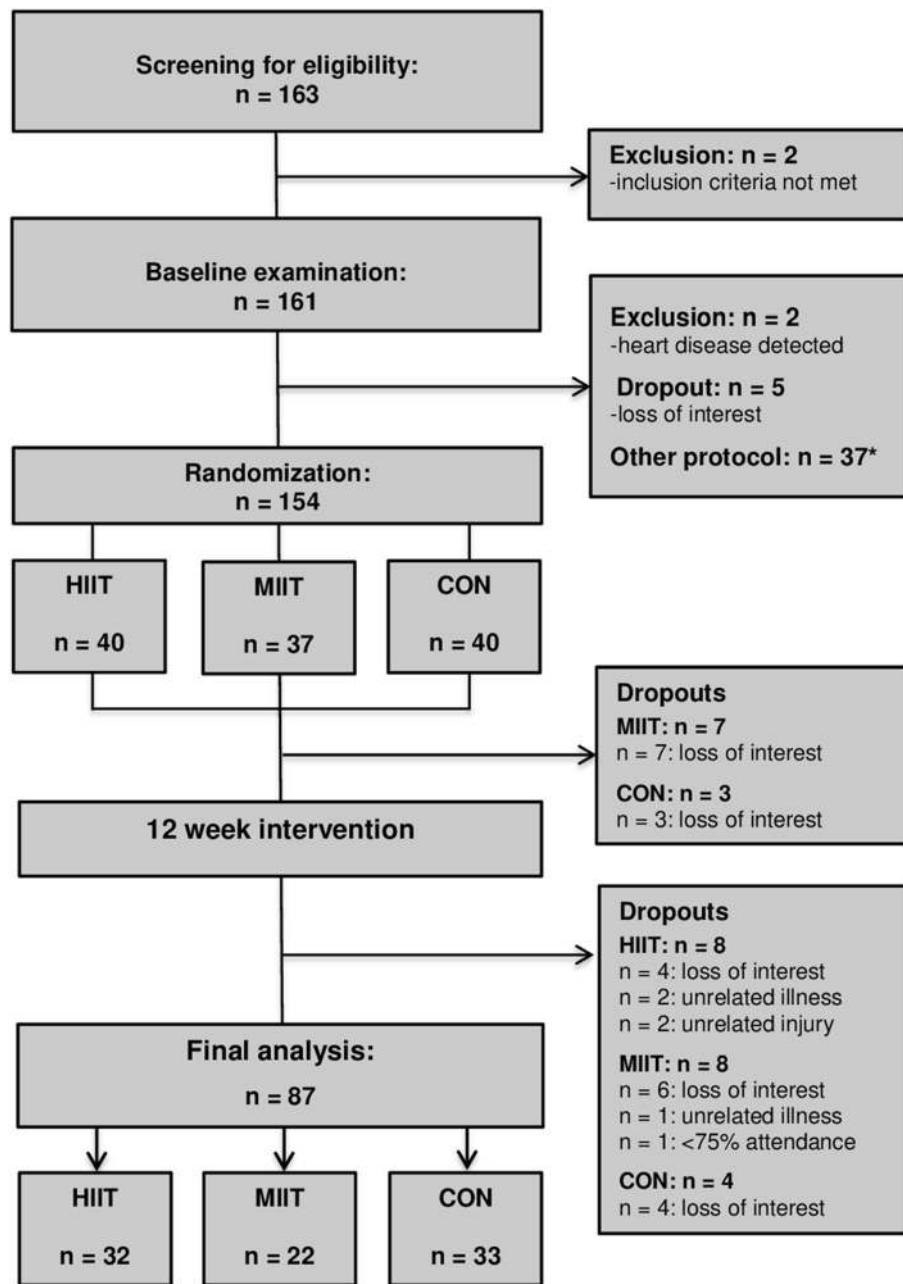 Screening for eligibility:
n = 163
Exclusion: n = 2
-inclusion criteria not met
Baseline examination:
n = 161
Exclusion: n = 2
-heart disease detected
Dropout: n = 5
-loss of interest
Other protocol: n = 37*
Randomization:
n = 154
HIIT
n = 40
MIIT
n = 37
CON
n = 40
Dropouts
MIIT: n = 7
n = 7: loss of interest
CON: n = 3
n = 3: loss of interest
12 week intervention
Dropouts
HIIT: n = 8
n = 4: loss of interest
n = 2: unrelated illness
n = 2: unrelated injury
MIIT: n = 8
n = 6: loss of interest
n = 1: unrelated illness
n = 1: <75% attendance
CON: n = 4
n = 4: loss of interest
Final analysis:
n = 87
HIIT
n = 32
MIIT
n = 22
CON
n = 33